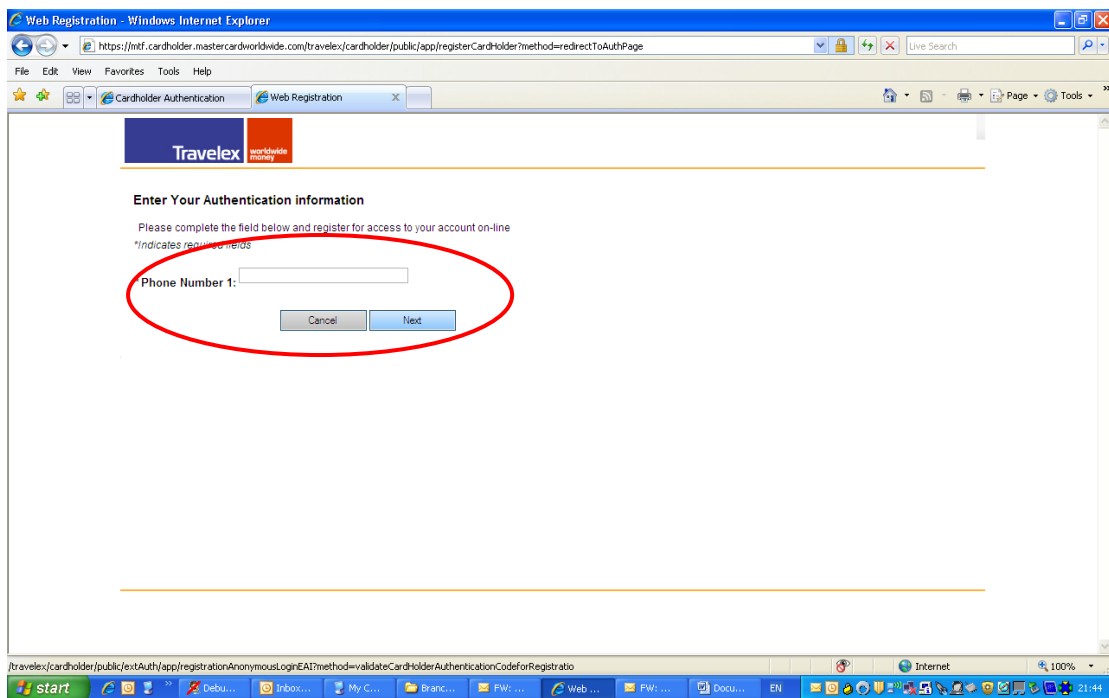 Web Registration - Windows Internet Explorer
https://mtf.cardholder.mastercardworldwide.com/travelex/cardholder/public/app/registerCardHolder?method=redirectToAuthPage
Live Search
File Edit View Favorites Tools Help
Cardholder Authentication
Web Registration
Page
Tools
Travelex
worldwide
money
Enter Your Authentication information
Please complete the field below and register for access to your account on-line
*Indicates required fields
*Phone Number 1:
Cancel
Next
/travelex/cardholder/public/extAuth/app/registrationAnonymousLoginEAI?method=validateCardHolderAuthenticationCodeforRegistratio
Internet
100%
start
Debu...
Inbox...
My C...
Branc...
FW: ...
Web ...
FW: ...
Docu...
EN
21:44